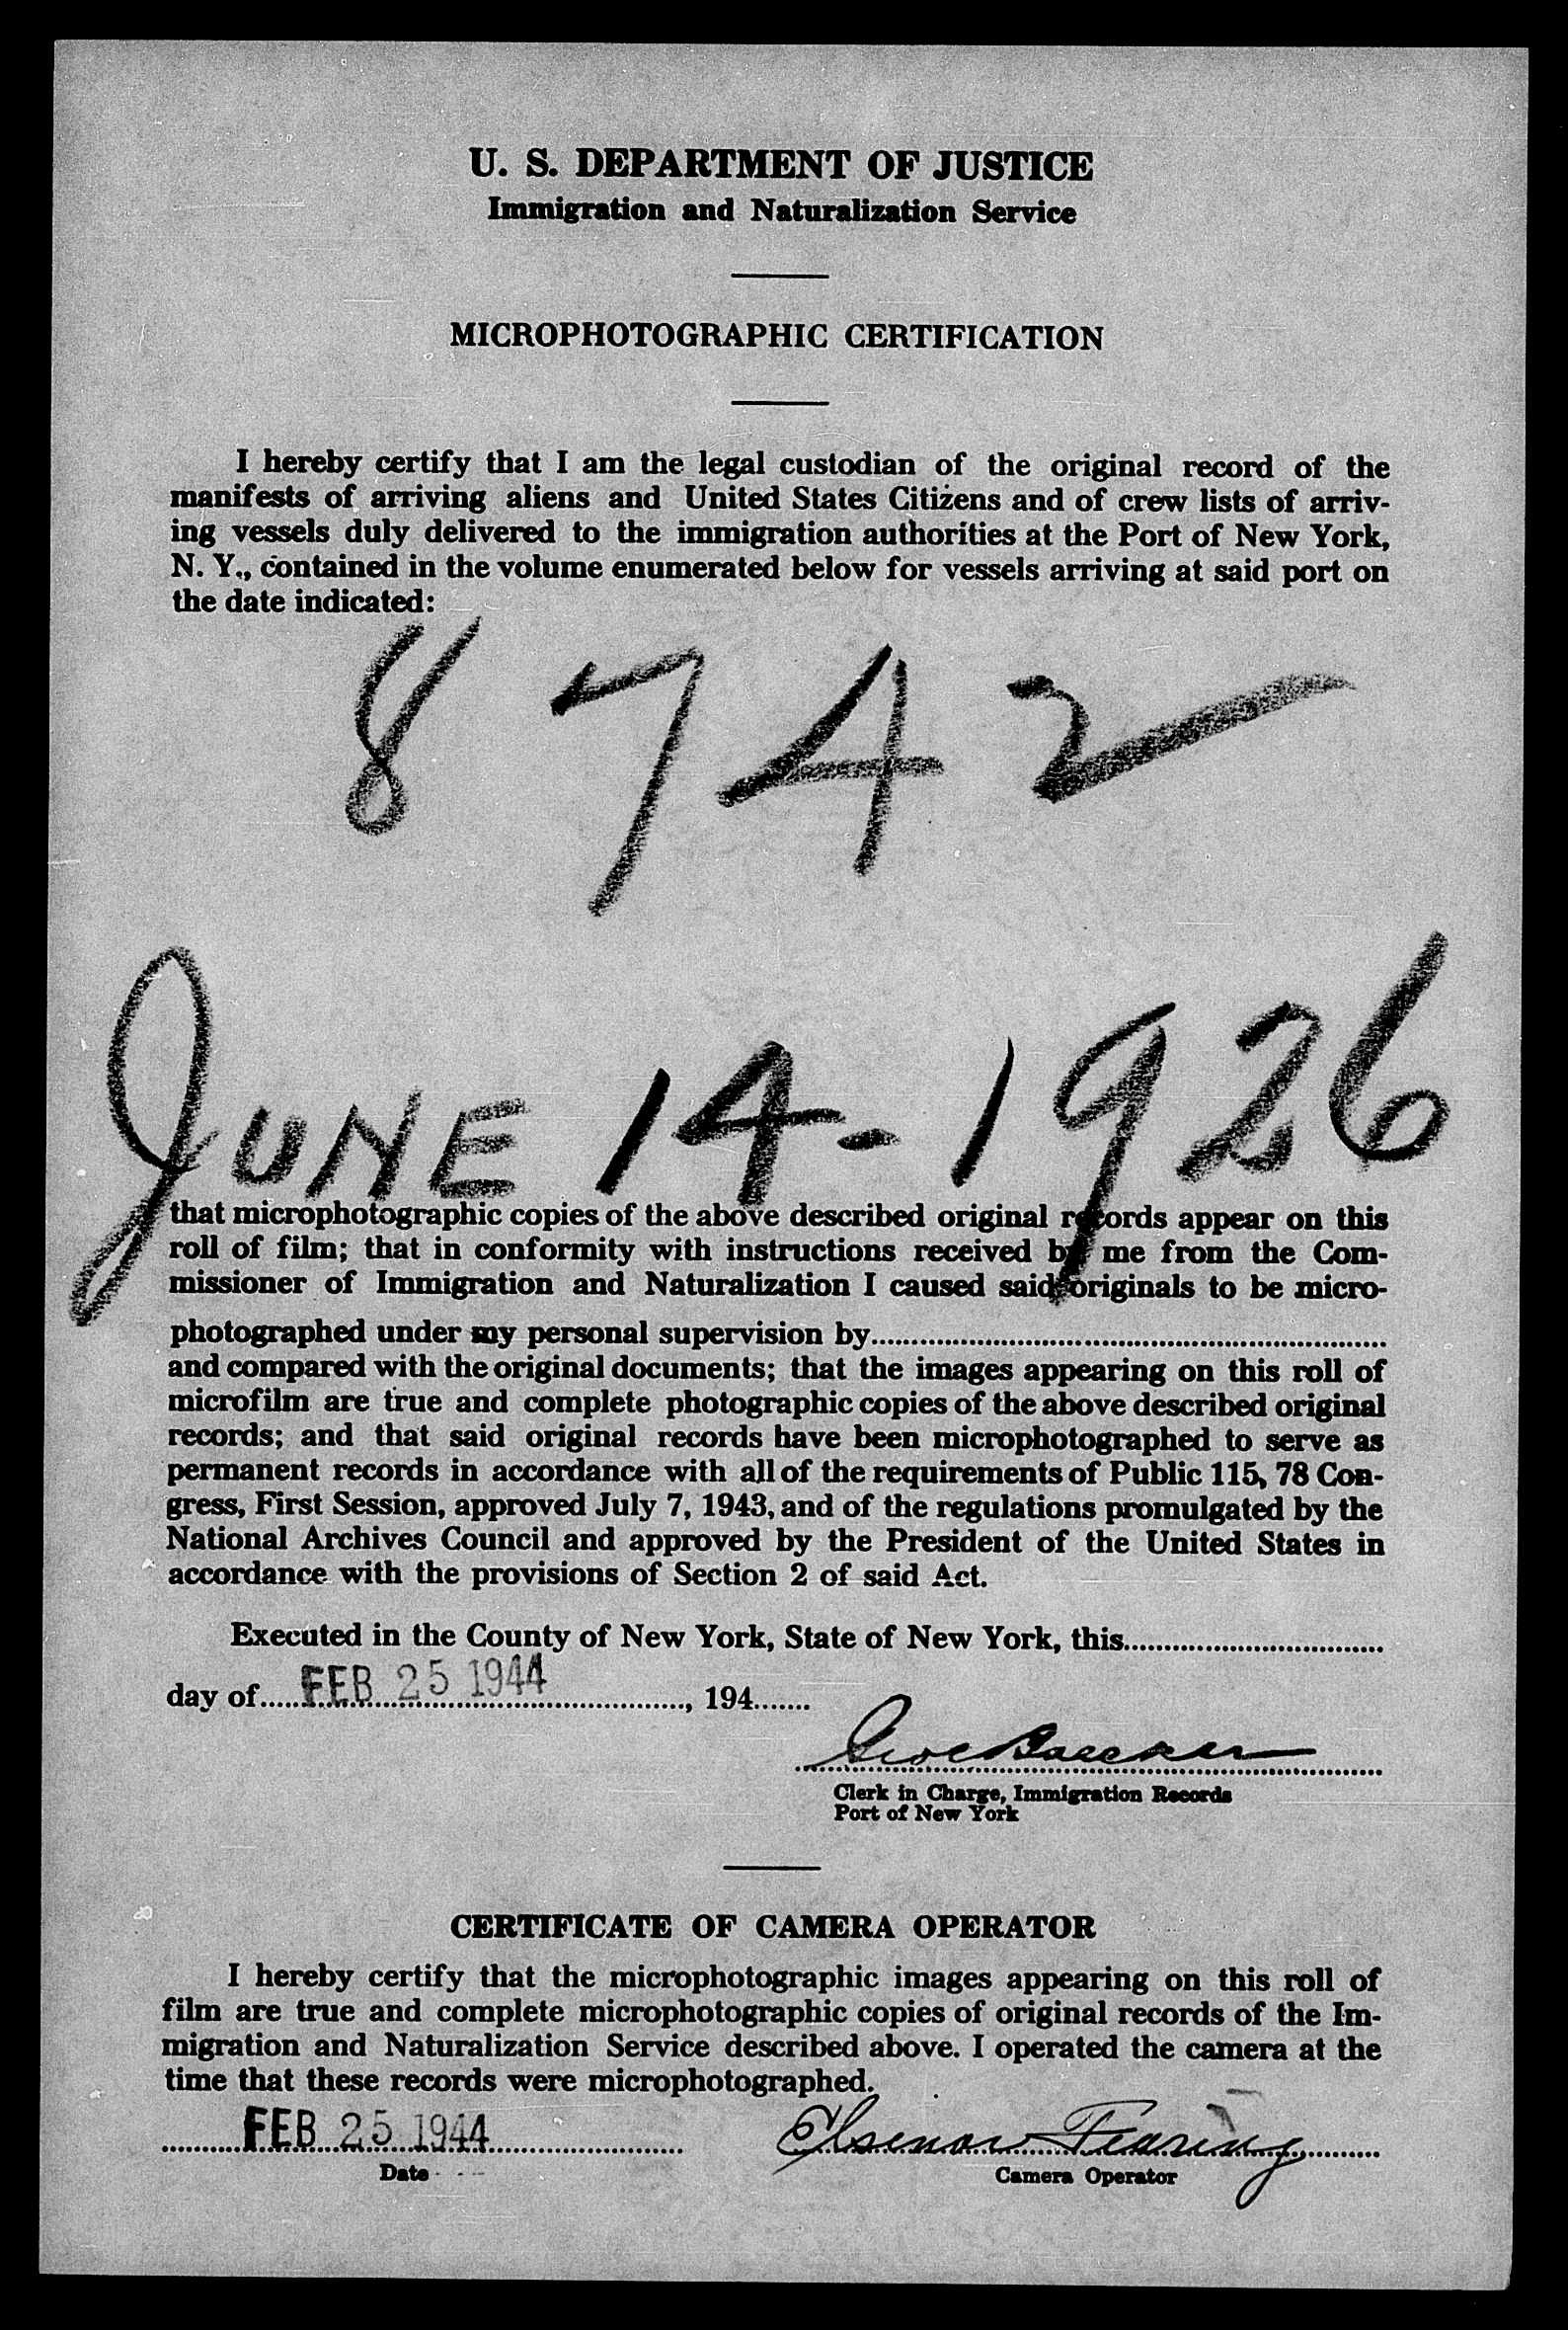 U. S. DEPARTMENT OF JUSTICE
Immigration and Naturalization Service
MICROPHOTOGRAPHIC CERTIFICATION
I hereby certify that I am the legal custodian of the original record of the
manifests of arriving aliens and United States Citizens and of crew lists of arriv-
ing vessels duly delivered to the immigration authorities at the Port of New York,
N. Y., contained in the volume enumerated below for vessels arriving at said port on
the date indicated:
8742
JUNE 14-1926
that microphotographic copies of the above described original records appear on this
roll of film; that in conformity with instructions received by me from the Com-
missioner of Immigration and Naturalization I caused said originals to be micro-
photographed under my personal supervision by
and compared with the original documents; that the images appearing on this roll of
microfilm are true and complete photographic copies of the above described original
records; and that said original records have been microphotographed to serve as
permanent records in accordance with all of the requirements of Public 115, 78 Con-
gress, First Session, approved July 7, 1943, and of the regulations promulgated by the
National Archives Council and approved by the President of the United States in
accordance with the provisions of Section 2 of said Act.
Executed in the County of New York, State of New York, this
day of FEB 25 1944, 194
Clerk in Charge, Immigration Records
Port of New York
CERTIFICATE OF CAMERA OPERATOR
I hereby certify that the microphotographic images appearing on this roll of
film are true and complete microphotographic copies of original records of the Im-
migration and Naturalization Service described above. I operated the camera at the
time that these records were microphotographed.
FEB 25 1944 Fearing
Date Camera Operator